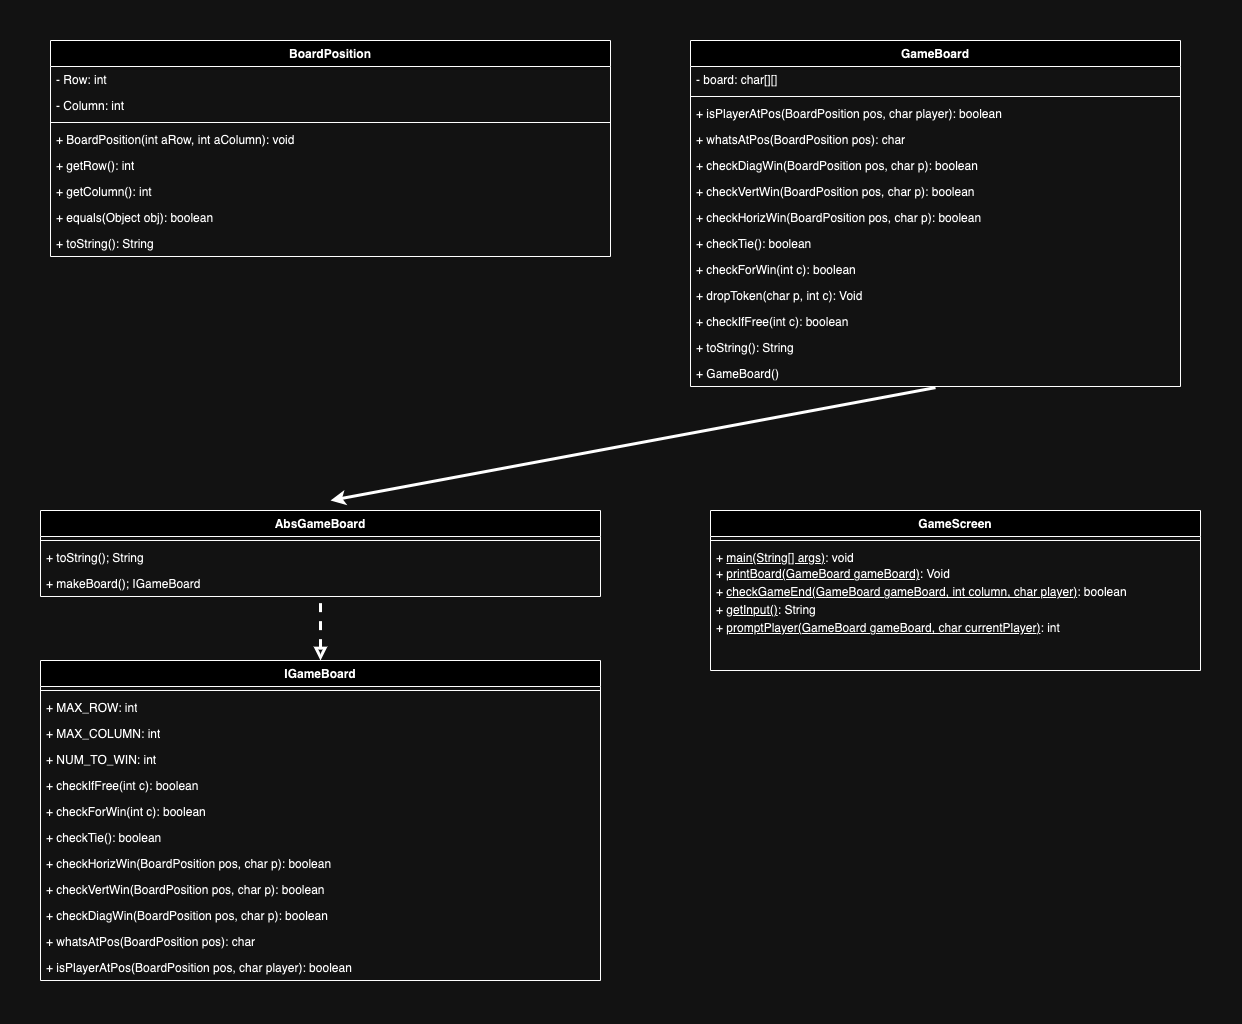 BoardPosition
- Row: int
- Column: int
+ BoardPosition(int aRow, int aColumn): void
+ getRow(): int
+ getColumn(): int
+ equals(Object obj): boolean
+ toString(): String
GameBoard
- board: char[][]
+ isPlayerAtPos(BoardPosition pos, char player): boolean
+ whatsAtPos(BoardPosition pos): char
+ checkDiagWin(BoardPosition pos, char p): boolean
+ checkVertWin(BoardPosition pos, char p): boolean
+ checkHorizWin(BoardPosition pos, char p): boolean
+ checkTie(): boolean
+ checkForWin(int c): boolean
+ dropToken(char p, int c): Void
+ checkIfFree(int c): boolean
+ toString(): String
+ GameBoard()
AbsGameBoard
+ toString(); String
+ makeBoard(); IGameBoard
GameScreen
+ main(String[] args): void
+ printBoard(GameBoard gameBoard): Void
+ checkGameEnd(GameBoard gameBoard, int column, char player): boolean
+ getInput(): String
+ promptPlayer(GameBoard gameBoard, char currentPlayer): int
IGameBoard
+ MAX_ROW: int
+ MAX_COLUMN: int
+ NUM_TO_WIN: int
+ checkIfFree(int c): boolean
+ checkForWin(int c): boolean
+ checkTie(): boolean
+ checkHorizWin(BoardPosition pos, char p): boolean
+ checkVertWin(BoardPosition pos, char p): boolean
+ checkDiagWin(BoardPosition pos, char p): boolean
+ whatsAtPos(BoardPosition pos): char
+ isPlayerAtPos(BoardPosition pos, char player): boolean